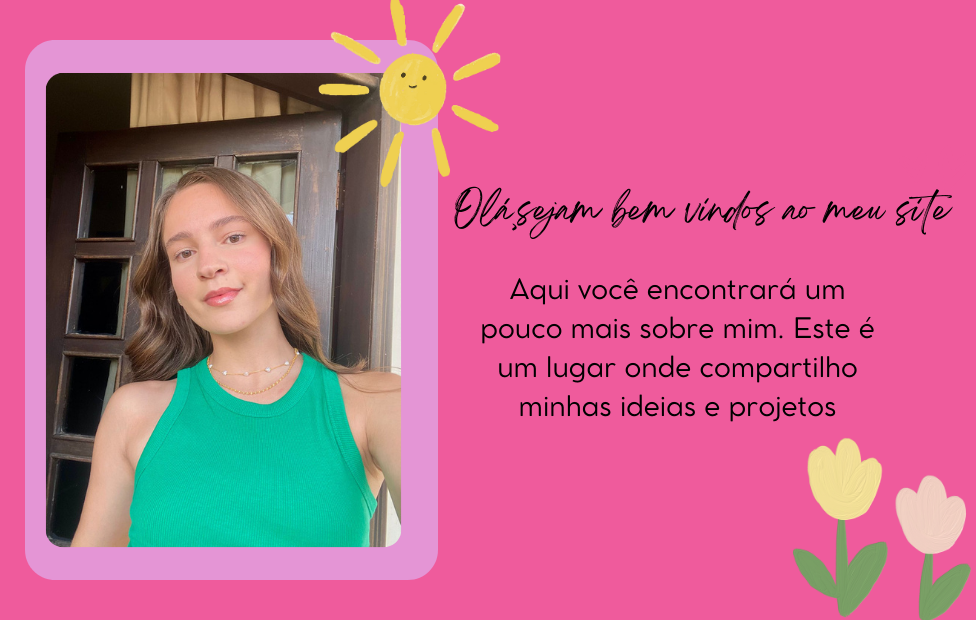 Olá,sejam bem vindos ao meu site
Aqui você encontrará um
pouco mais sobre mim. Este é
um lugar onde compartilho
minhas ideias e projetos